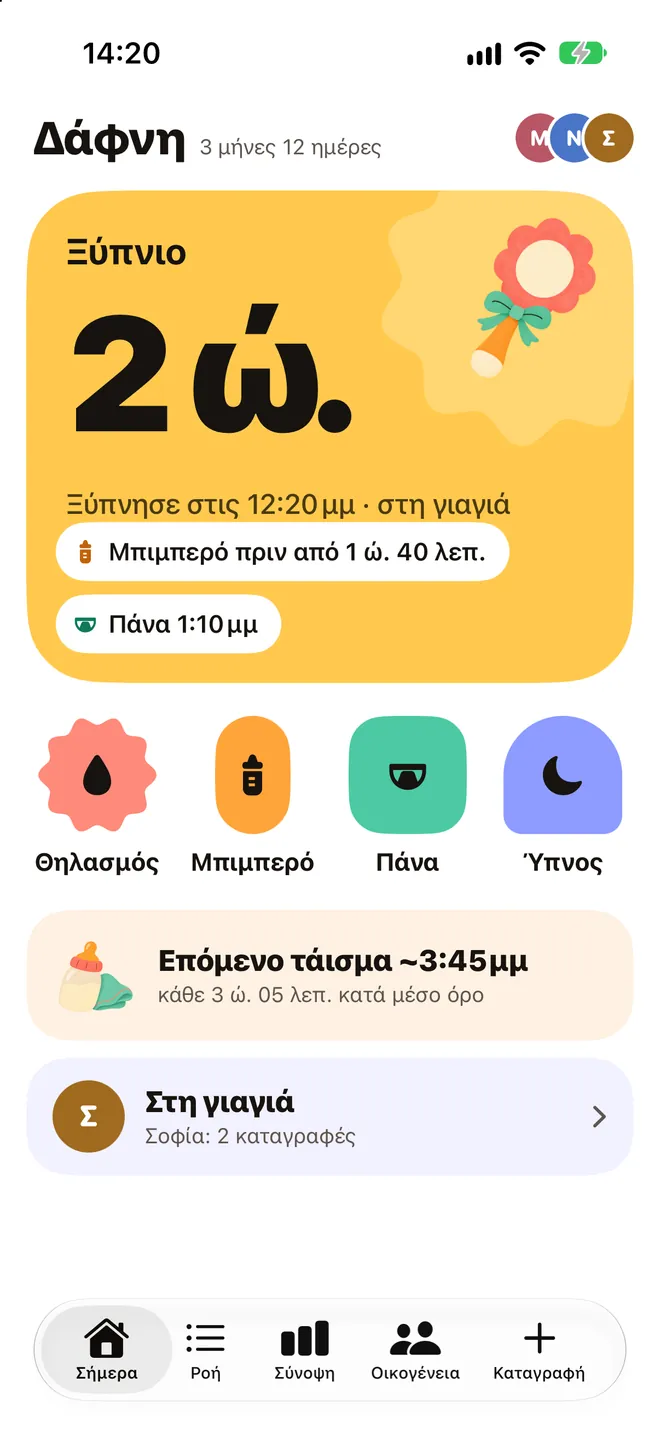 14:20
Δάφνη 3 μήνες 12 ημέρες
M N Σ
Ξύπνιο
2 ώ.
Ξύπνησε στις 12:20 μμ · στη γιαγιά
Μπιμπερό πριν από 1 ώ. 40 λεπ.
Πάνα 1:10 μμ
Θηλασμός Μπιμπερό Πάνα Ύπνος
Επόμενο τάισμα ~3:45 μμ
κάθε 3 ώ. 05 λεπ. κατά μέσο όρο
Σ
Στη γιαγιά
Σοφία: 2 καταγραφές
Σήμερα Ροή Σύνοψη Οικογένεια Καταγραφή